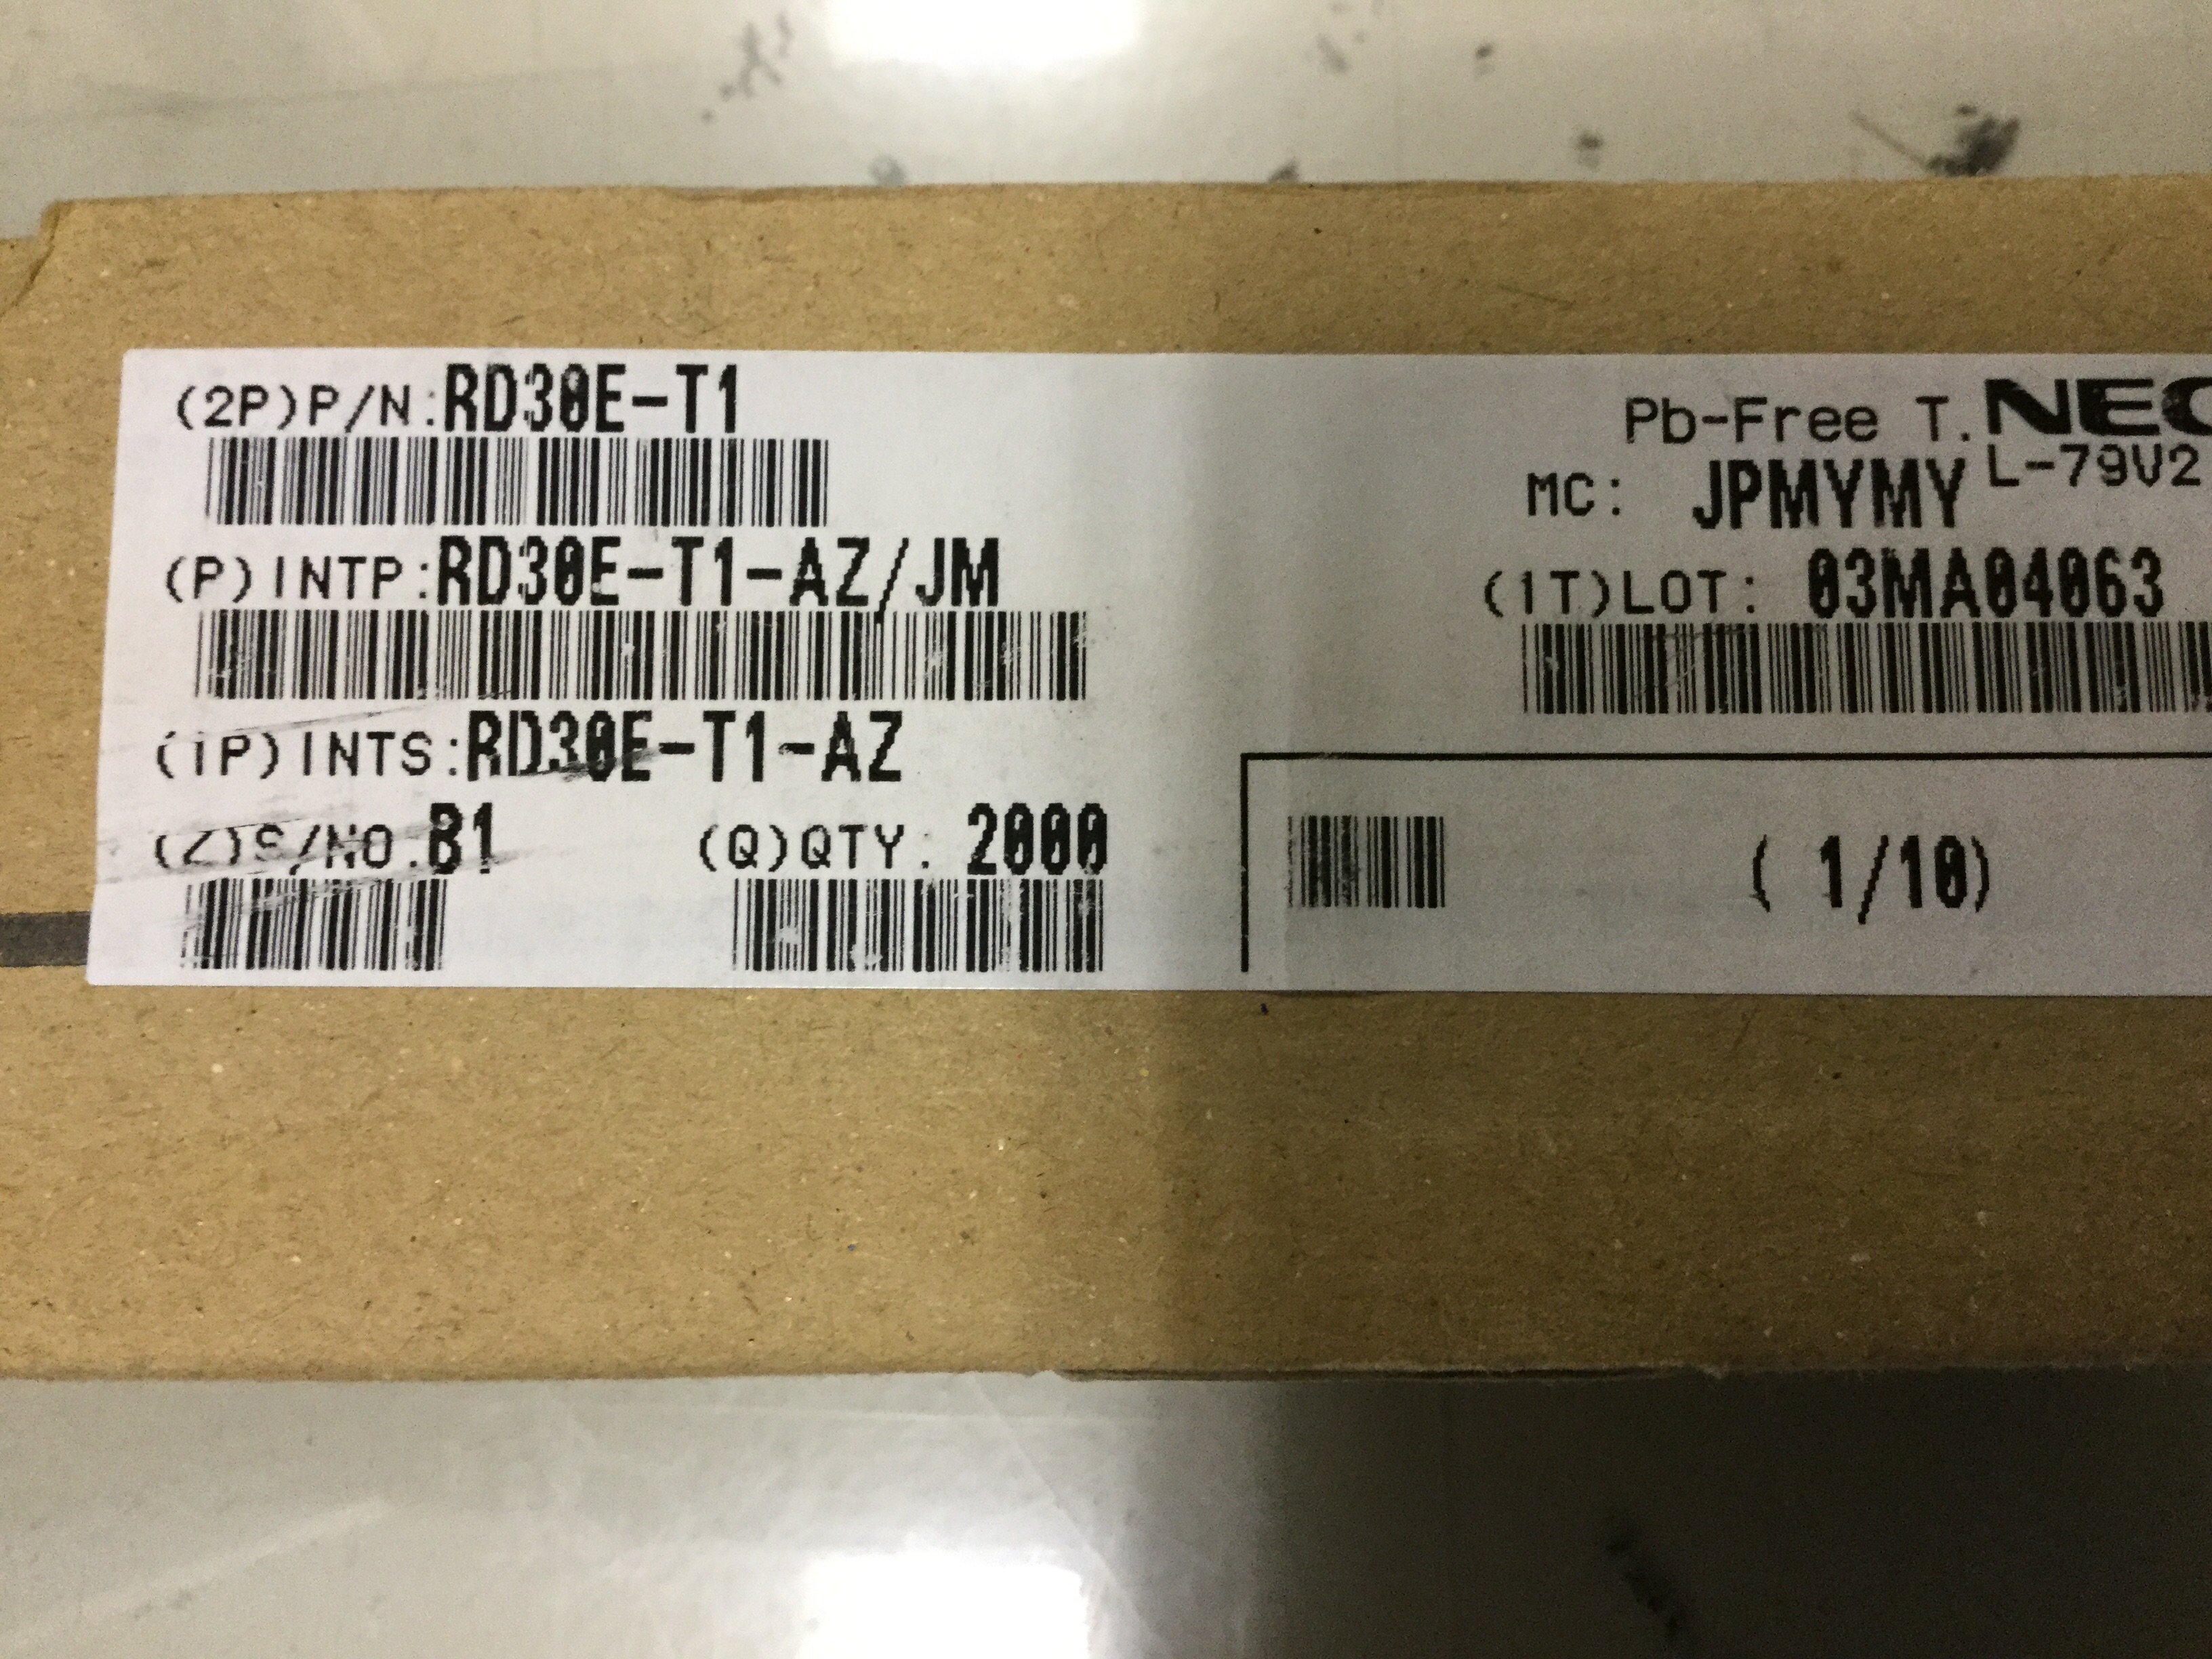 (2P)P/N:RD30E-T1
(P)INTP:RD30E-T1-AZ/JM
(1P)INTS:RD30E-T1-AZ
(Z)S/NO.B1
(Q)QTY: 2000
Pb-Free T. NEC
L-79V2
MC: JPMYMY
(1T)LOT: 03MA04063
( 1/10)